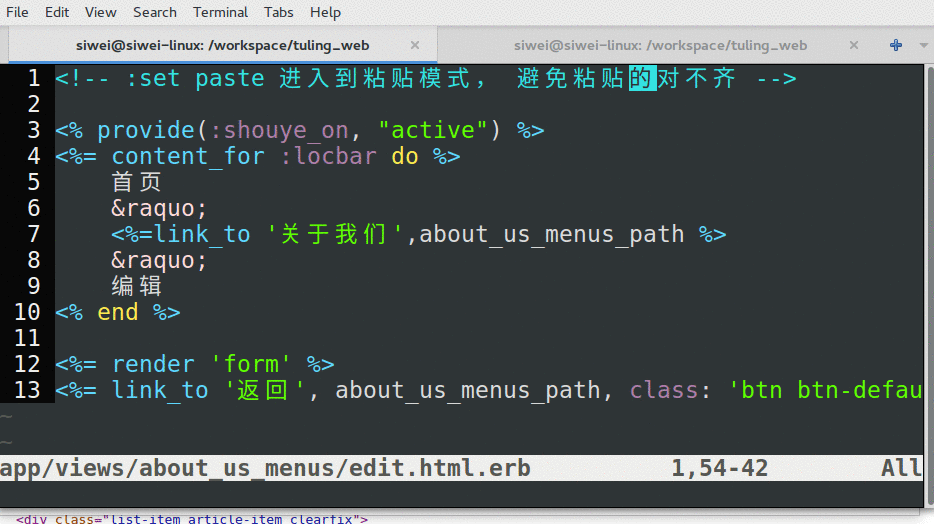 File Edit View Search Terminal Tabs Help
siwei@siwei-linux: /workspace/tuling_web × siwei@siwei-linux: /workspace/tuling_web ×
1 <!-- :set paste 进入到粘贴模式， 避免粘贴的对不齐 -->
2
3 <% provide(:shouye_on, "active") %>
4 <%= content_for :locbar do %>
5 首页
6 &raquo;
7 <%=link_to '关于我们',about_us_menus_path %>
8 &raquo;
9 编辑
10 <% end %>
11
12 <%= render 'form' %>
13 <%= link_to '返回', about_us_menus_path, class: 'btn btn-defau
~
~
app/views/about_us_menus/edit.html.erb 1,54-42 All
<div class="list-item article-item clearfix">